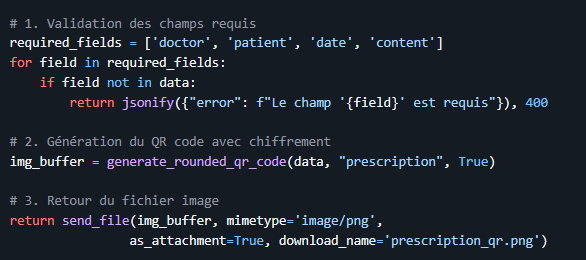 # 1. Validation des champs requis
required_fields = ['doctor', 'patient', 'date', 'content']
for field in required_fields:
    if field not in data:
        return jsonify({"error": f"Le champ '{field}' est requis"}), 400

# 2. Génération du QR code avec chiffrement
img_buffer = generate_rounded_qr_code(data, "prescription", True)

# 3. Retour du fichier image
return send_file(img_buffer, mimetype='image/png',
                as_attachment=True, download_name='prescription_qr.png')